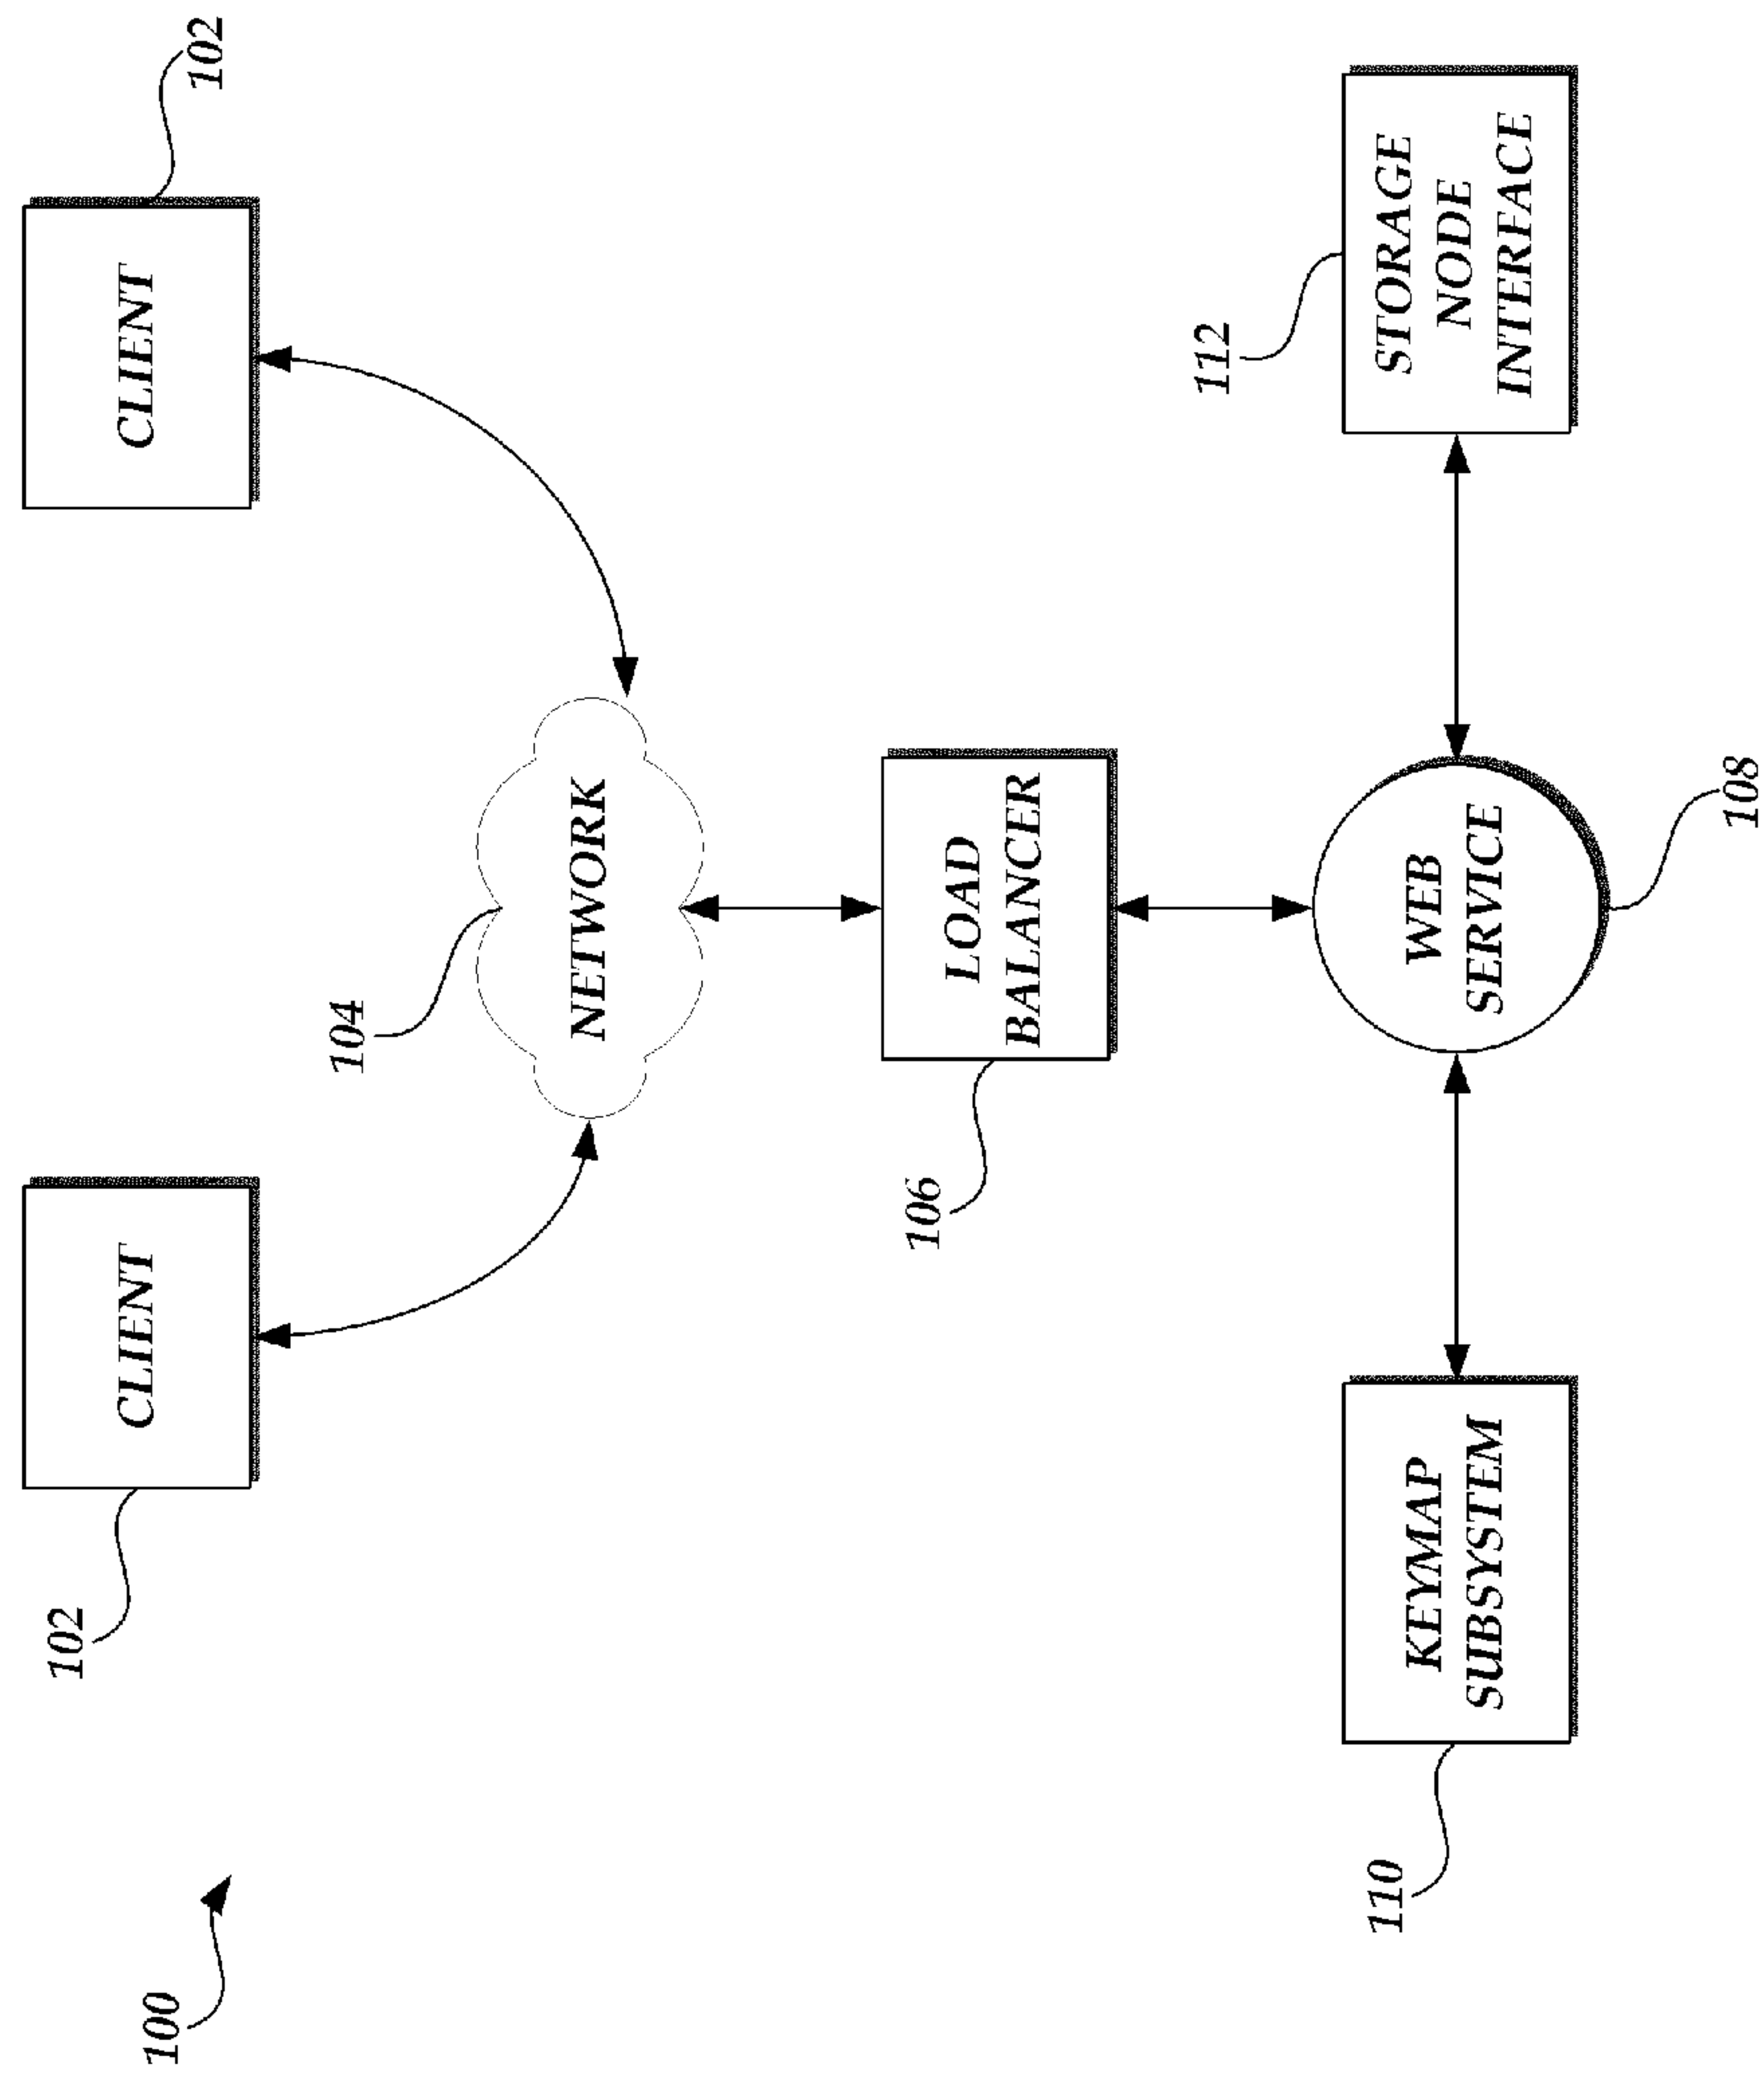 100
102
CLIENT
CLIENT
102
104
NETWORK
106
LOAD
BALANCER
112
110
KEYMAP
SUBSYSTEM
WEB
SERVICE
108
STORAGE
NODE
INTERFACE